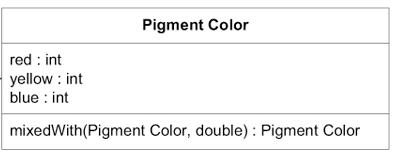 Pigment Color
red : int
yellow : int
blue : int
mixedWith(Pigment Color, double) : Pigment Color